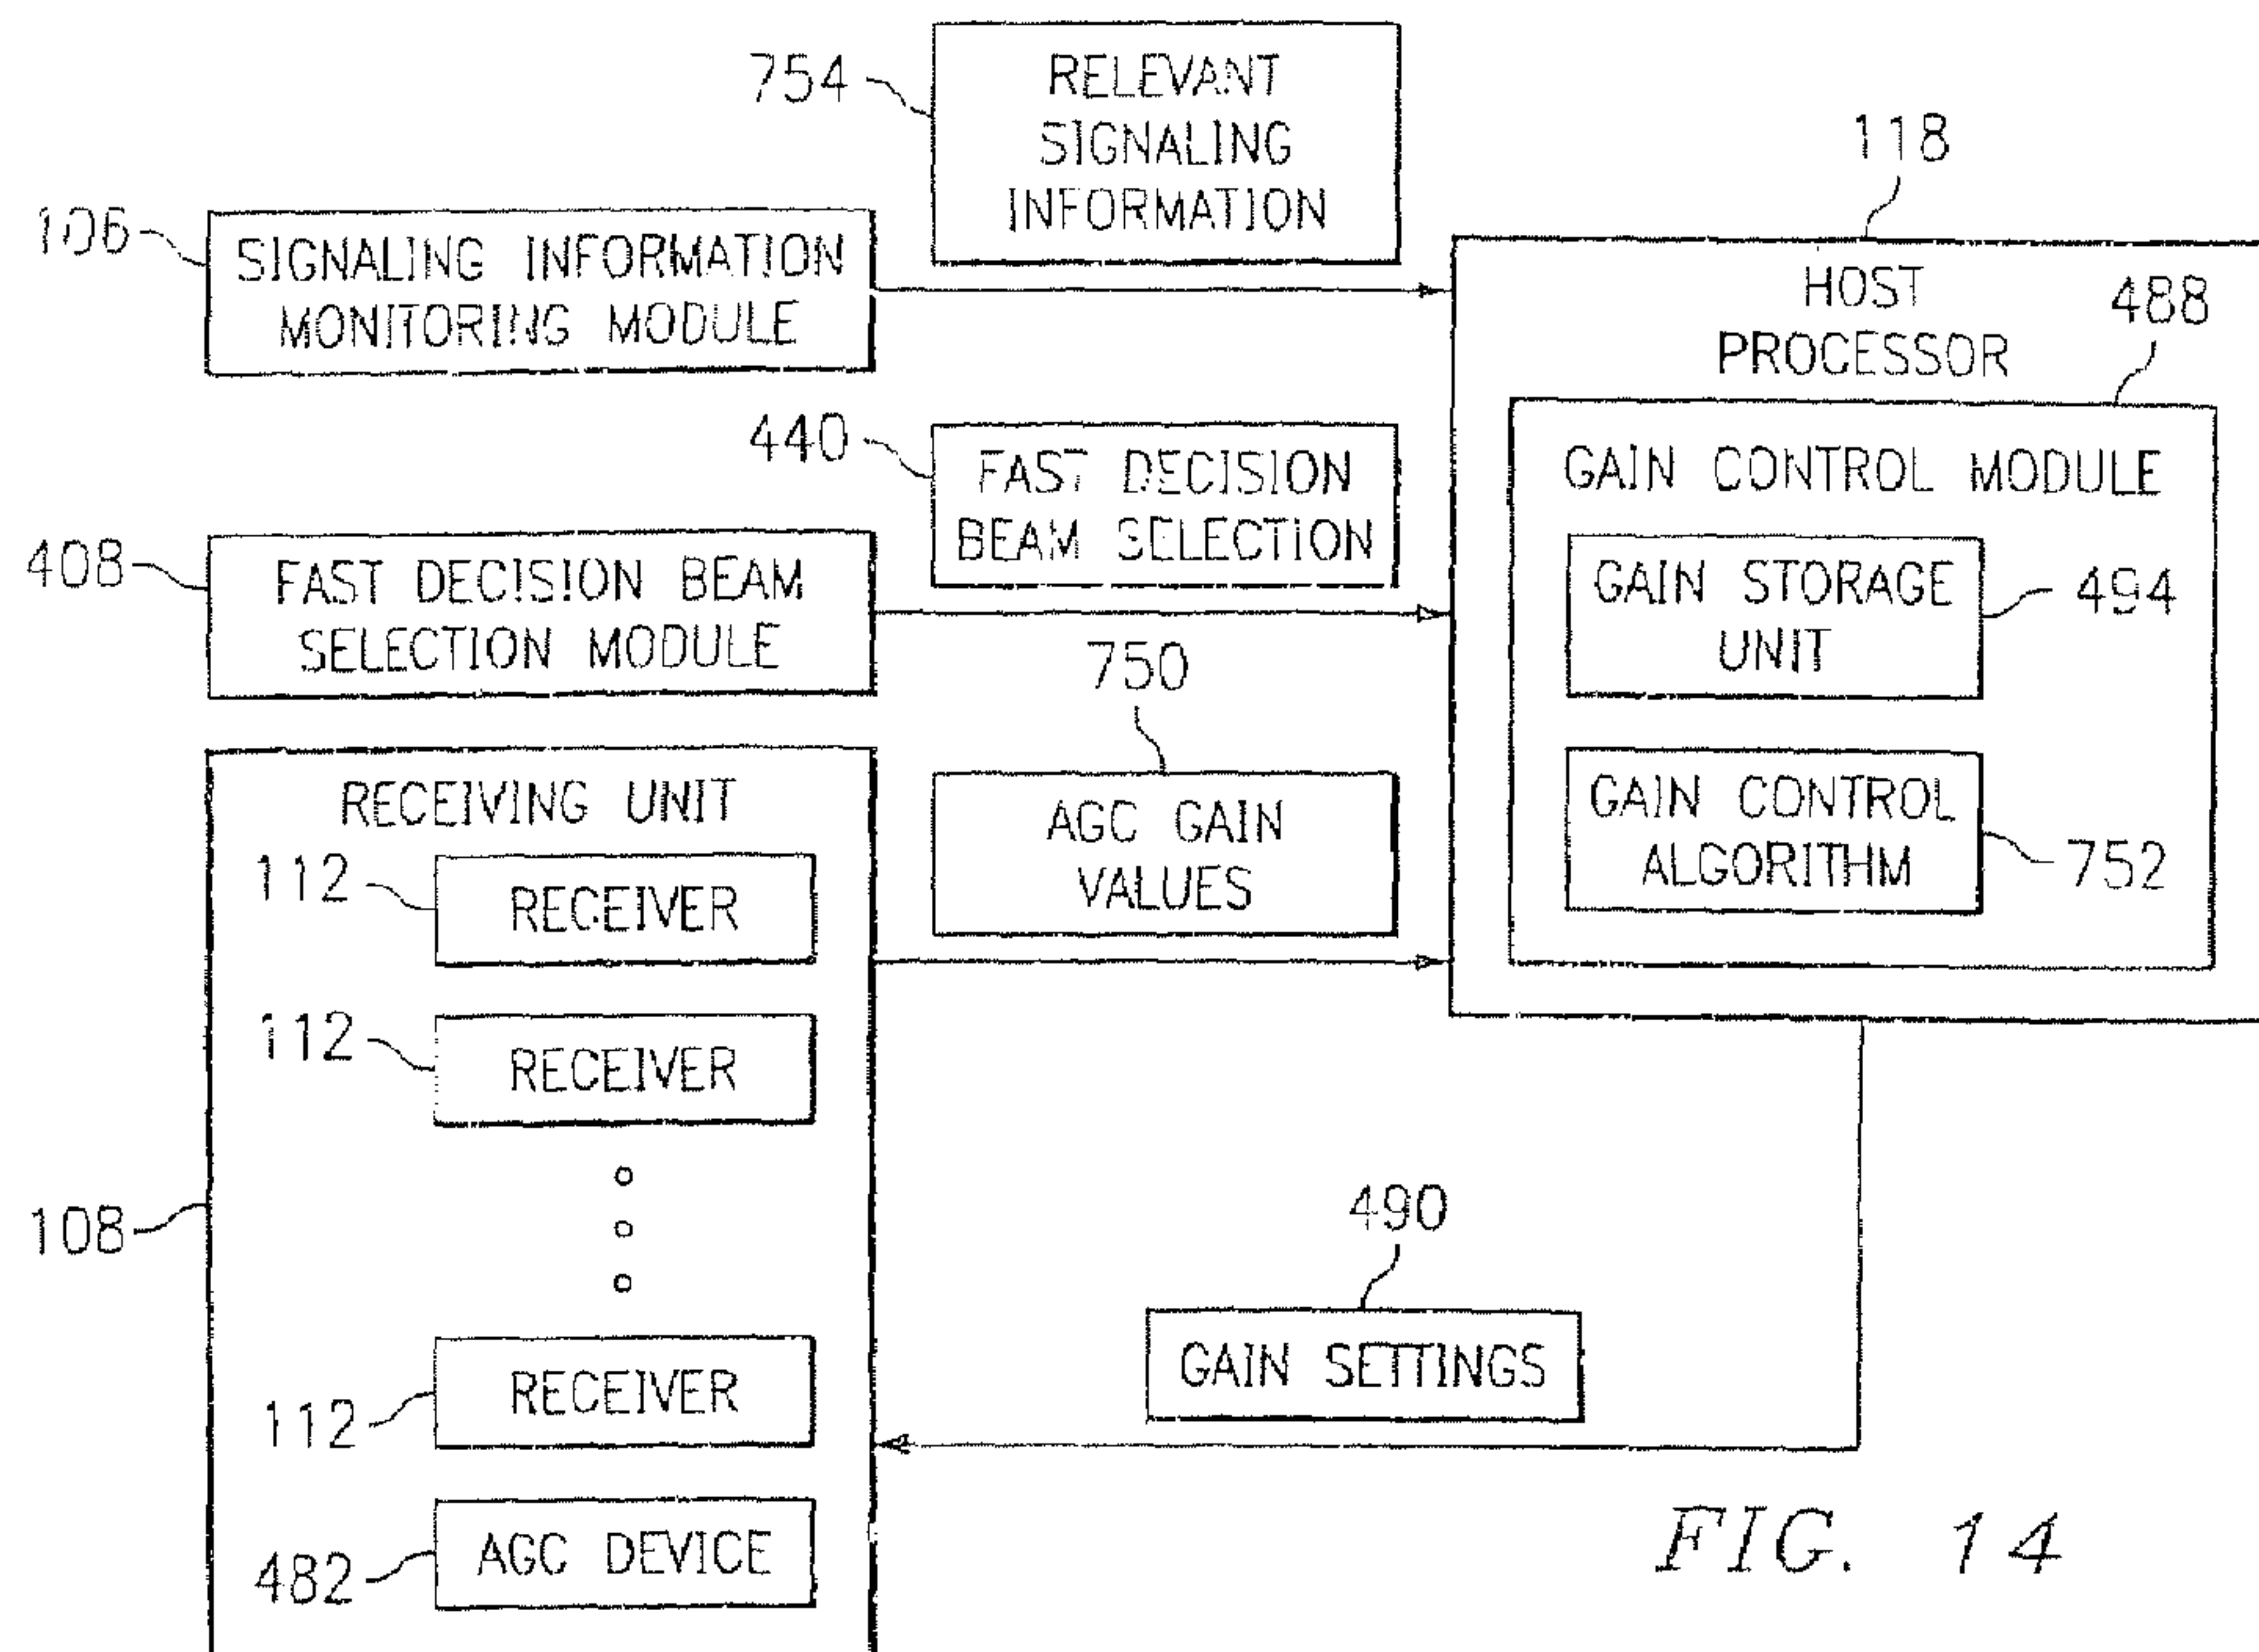 754
RELEVANT
SIGNALING
INFORMATION
118
106
SIGNALING INFORMATION
MONITORING MODULE
HOST
PROCESSOR
488
440
FAST DECISION
BEAM SELECTION
GAIN CONTROL MODULE
408
FAST DECISION BEAM
SELECTION MODULE
GAIN STORAGE
UNIT
494
750
RECEIVING UNIT
AGC GAIN
VALUES
GAIN CONTROL
ALGORITHM
752
112
RECEIVER
112
RECEIVER
108
490
GAIN SETTINGS
112
RECEIVER
482
AGC DEVICE
FIG. 14